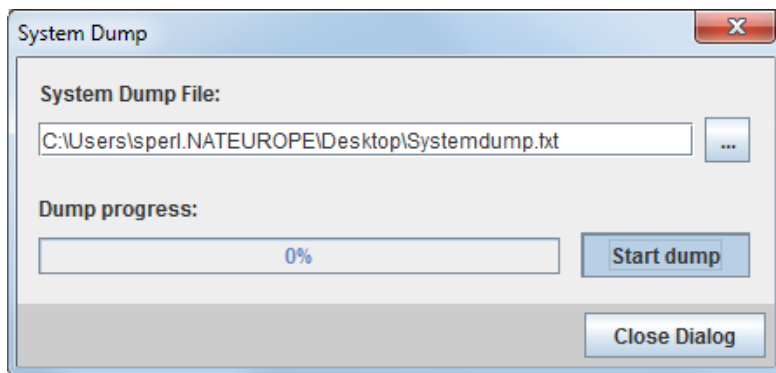 System Dump
System Dump File:
C:\Users\sperl.NATEUROPE\Desktop\Systemdump.txt
...
Dump progress:
0%
Start dump
Close Dialog